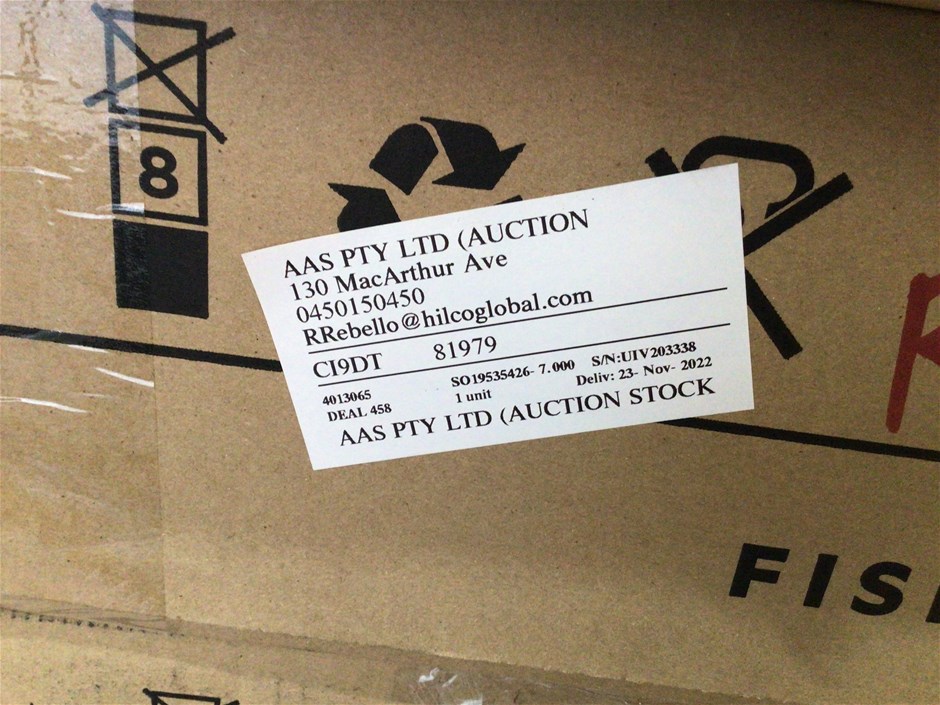 8
AAS PTY LTD (AUCTION
130 MacArthur Ave
0450150450
RRebello@hilcoglobal.com
CI9DT 81979
4013065 SO19535426- 7.000 S/N:UIV203338
DEAL 458 1 unit Deliv: 23- Nov- 2022
AAS PTY LTD (AUCTION STOCK
R
FIS